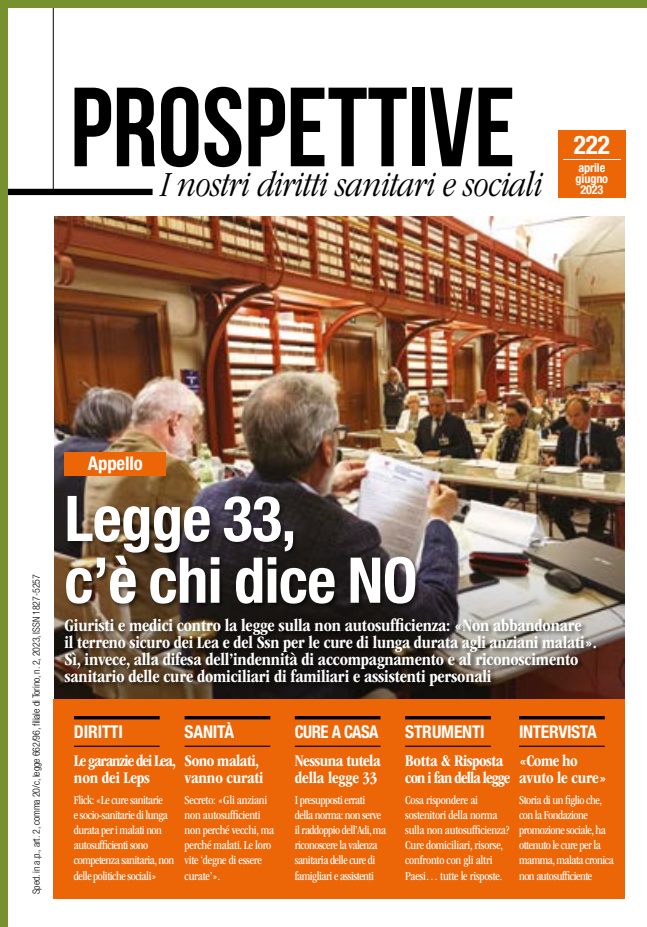 PROSPETTIVE
I nostri diritti sanitari e sociali
222
aprile
giugno
2023
Appello
Legge 33,
c’è chi dice NO
Giuristi e medici contro la legge sulla non autosufficienza: «Non abbandonare
il terreno sicuro dei Lea e del Ssn per le cure di lunga durata agli anziani malati».
Sì, invece, alla difesa dell’indennità di accompagnamento e al riconoscimento
sanitario delle cure domiciliari di familiari e assistenti personali
DIRITTI
Le garanzie dei Lea,
non dei Leps
Flick: «Le cure sanitarie
e socio-sanitarie di lunga
durata per i malati non
autosufficienti sono
competenza sanitaria, non
delle politiche sociali»
SANITÀ
Sono malati,
vanno curati
Secreto: «Gli anziani
non autosufficienti
non perché vecchi, ma
perché malati. Le loro
vite ‘degne di essere
curate’».
CURE A CASA
Nessuna tutela
della legge 33
I presupposti errati
della norma: non serve
il raddoppio dell’Adi, ma
riconoscere la valenza
sanitaria delle cure di
famigliari e assistenti
STRUMENTI
Botta & Risposta
con i fan della legge
Cosa rispondere ai
sostenitori della norma
sulla non autosufficienza?
Cure domiciliari, risorse,
confronto con gli altri
Paesi… tutte le risposte.
INTERVISTA
«Come ho
avuto le cure»
Storia di un figlio che,
con la Fondazione
promozione sociale, ha
ottenuto le cure per la
mamma, malata cronica
non autosufficiente
Sped. in a.p., art. 2, comma 20/c, legge 662/96, filiale di Torino, n. 2, 2023, ISSN 1827-5257